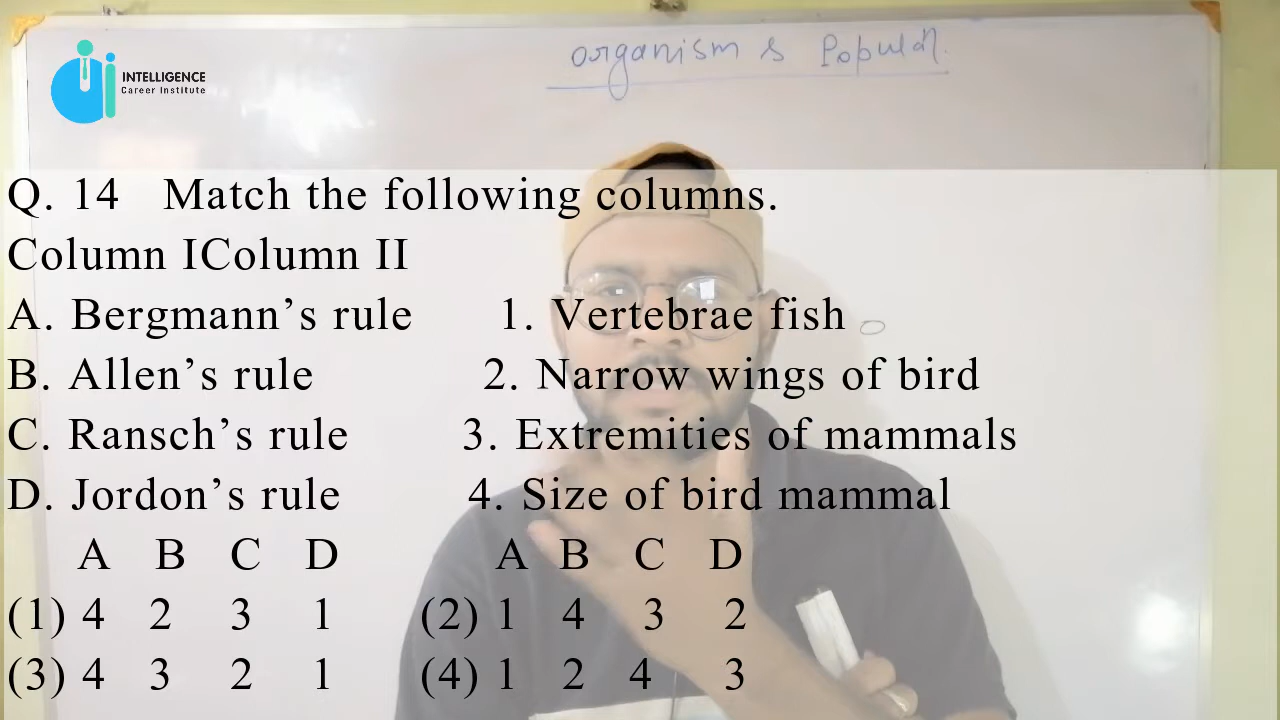 organism & Populaⁿ.
INTELLIGENCE
Career Institute
Q. 14 Match the following columns.
Column IColumn II
A. Bergmann’s rule 1. Vertebrae fish
B. Allen’s rule 2. Narrow wings of bird
C. Ransch’s rule 3. Extremities of mammals
D. Jordon’s rule 4. Size of bird mammal
A B C D A B C D
(1) 4 2 3 1 (2) 1 4 3 2
(3) 4 3 2 1 (4) 1 2 4 3